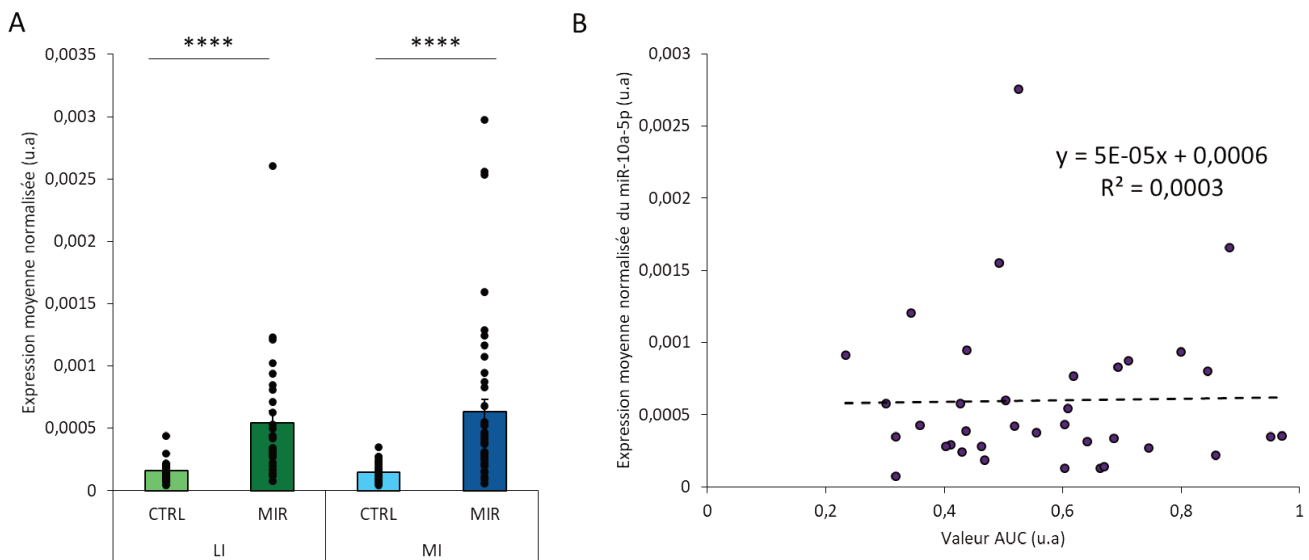 A
Expression moyenne normalisée (u.a)
0,0035
0,003
0,0025
0,002
0,0015
0,001
0,0005
0
****
****
CTRL
MIR
CTRL
MIR
LI
MI
B
Expression moyenne normalisée du miR-10a-5p (u.a)
0,003
0,0025
0,002
0,0015
0,001
0,0005
0
y = 5E-05x + 0,0006
R² = 0,0003
0
0,2
0,4
0,6
0,8
1
Valeur AUC (u.a)